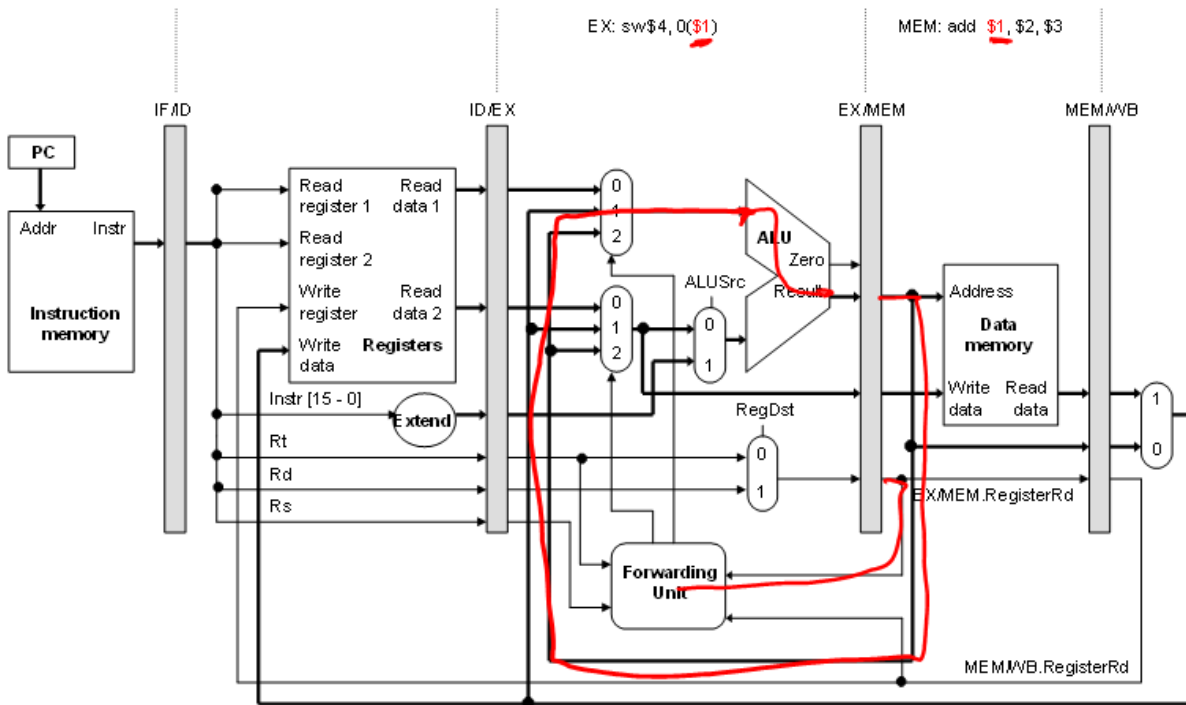 EX: sw$4, 0($1)
MEM: add $1, $2, $3
IF/ID
ID/EX
EX/MEM
MEM/WB
PC
Addr Instr
Instruction
memory
Read
register 1
Read
data 1
Read
register 2
Write
register
Read
data 2
Write
data
Registers
Instr [15 - 0]
Extend
Rt
Rd
Rs
0
1
2
0
1
2
ALUSrc
0
1
ALU
Zero
Result
RegDst
0
1
Forwarding
Unit
Address
Data
memory
Write
data
Read
data
1
0
EX/MEM.RegisterRd
MEM/WB.RegisterRd